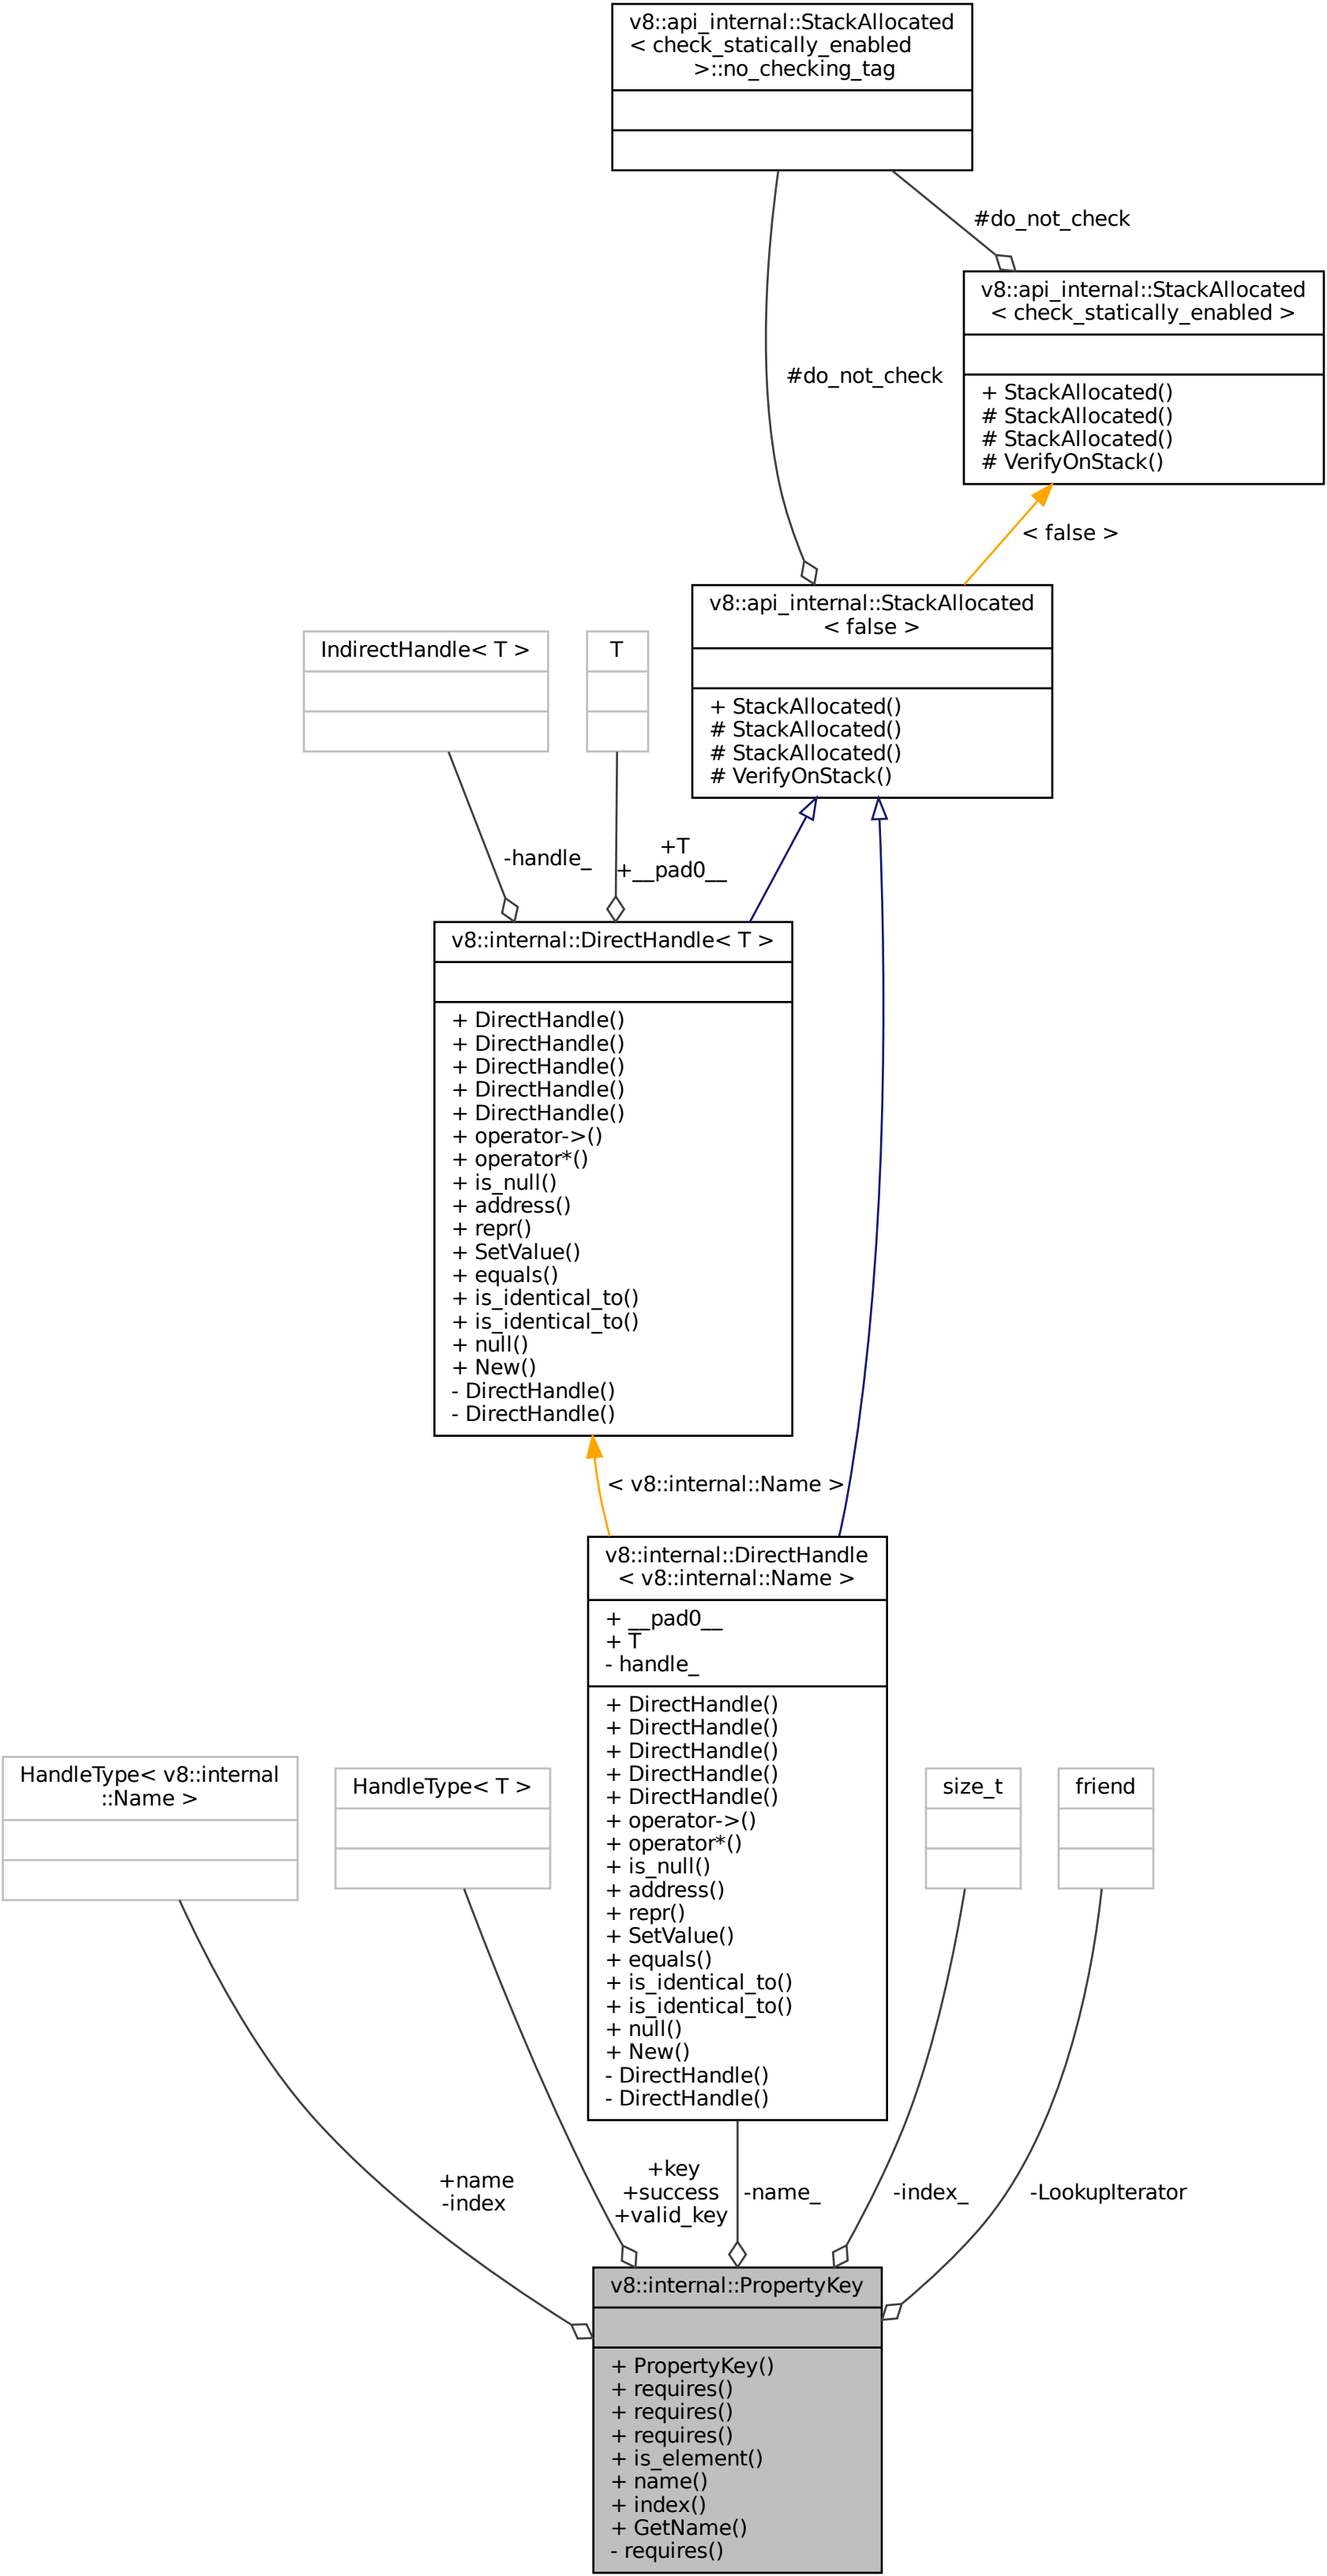 v8::api_internal::StackAllocated
< check_statically_enabled
>::no_checking_tag
#do_not_check
v8::api_internal::StackAllocated
< check_statically_enabled >
+ StackAllocated()
# StackAllocated()
# StackAllocated()
# VerifyOnStack()
#do_not_check
< false >
v8::api_internal::StackAllocated
< false >
+ StackAllocated()
# StackAllocated()
# StackAllocated()
# VerifyOnStack()
IndirectHandle< T >
T
-handle_
+T
+__pad0__
v8::internal::DirectHandle< T >
+ DirectHandle()
+ DirectHandle()
+ DirectHandle()
+ DirectHandle()
+ DirectHandle()
+ operator->()
+ operator*()
+ is_null()
+ address()
+ repr()
+ SetValue()
+ equals()
+ is_identical_to()
+ is_identical_to()
+ null()
+ New()
- DirectHandle()
- DirectHandle()
< v8::internal::Name >
v8::internal::DirectHandle
< v8::internal::Name >
+ __pad0__
+ T
- handle_
+ DirectHandle()
+ DirectHandle()
+ DirectHandle()
+ DirectHandle()
+ DirectHandle()
+ operator->()
+ operator*()
+ is_null()
+ address()
+ repr()
+ SetValue()
+ equals()
+ is_identical_to()
+ is_identical_to()
+ null()
+ New()
- DirectHandle()
- DirectHandle()
HandleType< v8::internal
::Name >
HandleType< T >
size_t
friend
+name
-index
+key
+success
+valid_key
-name_
-index_
-LookupIterator
v8::internal::PropertyKey
+ PropertyKey()
+ requires()
+ requires()
+ requires()
+ is_element()
+ name()
+ index()
+ GetName()
- requires()